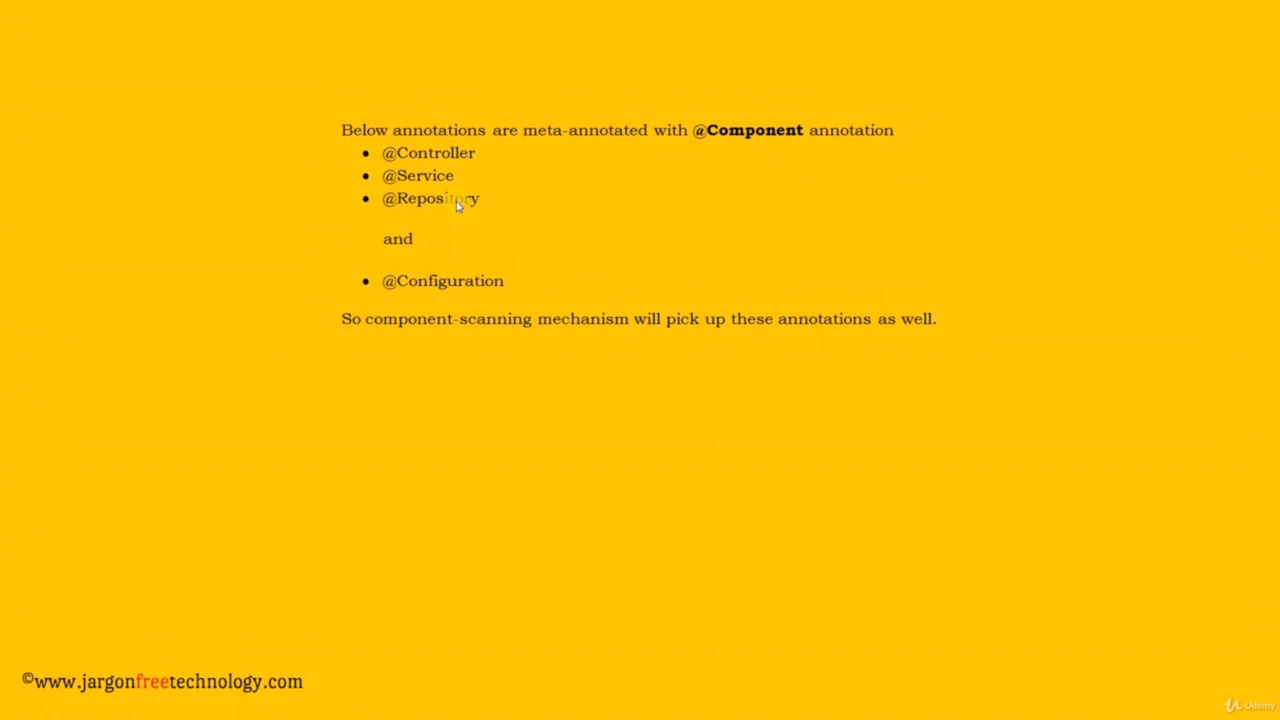 Below annotations are meta-annotated with @Component annotation
• @Controller
• @Service
• @Repository
and
• @Configuration
So component-scanning mechanism will pick up these annotations as well.
©www.jargonfreetechnology.com
Udemy